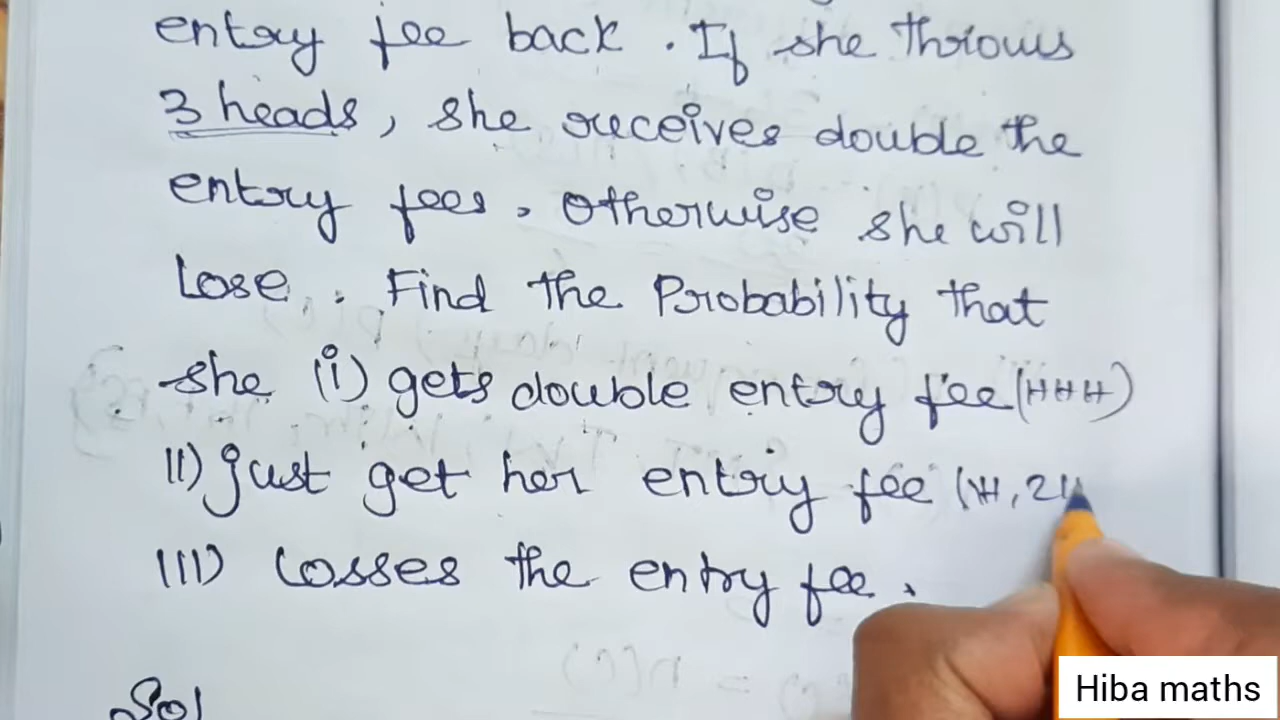 entry fee back. If she throws
3 heads, she receives double the
entry fees. Otherwise she will
Lose. Find the Probability that
she (i) gets double entry fee (HHH)
II) just get her entry fee (1H, 2H
III) Losses the entry fee.
Sol
Hiba maths